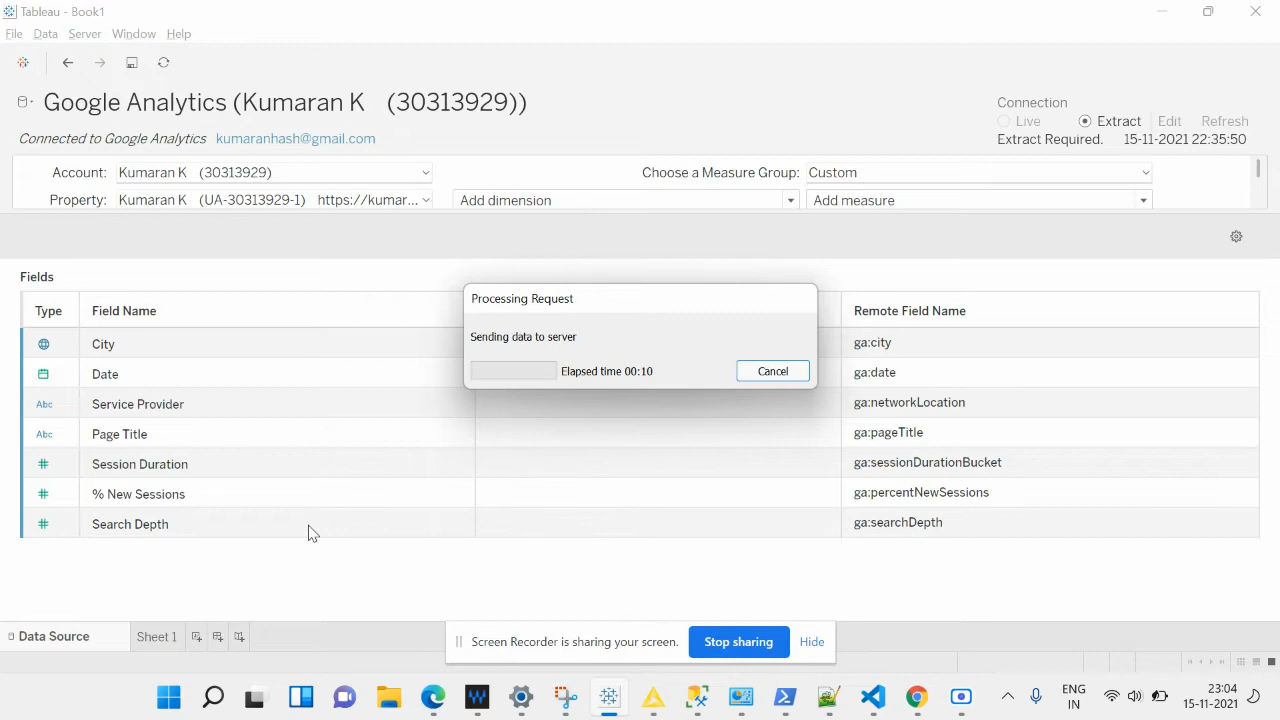 Tableau - Book1
File Data Server Window Help
Google Analytics (Kumaran K (30313929))
Connection
Live Extract Edit Refresh
Connected to Google Analytics kumaranhash@gmail.com
Extract Required. 15-11-2021 22:35:50
Account: Kumaran K (30313929) Choose a Measure Group: Custom
Property: Kumaran K (UA-30313929-1) https://kumar... Add dimension Add measure
Fields
Type Field Name Remote Field Name
City ga:city
Date ga:date
Abc Service Provider ga:networkLocation
Abc Page Title ga:pageTitle
Session Duration ga:sessionDurationBucket
% New Sessions ga:percentNewSessions
Search Depth ga:searchDepth
Processing Request
Sending data to server
Elapsed time 00:10 Cancel
Data Source Sheet 1
Screen Recorder is sharing your screen. Stop sharing Hide
ENG 23:04
IN 15-11-2021